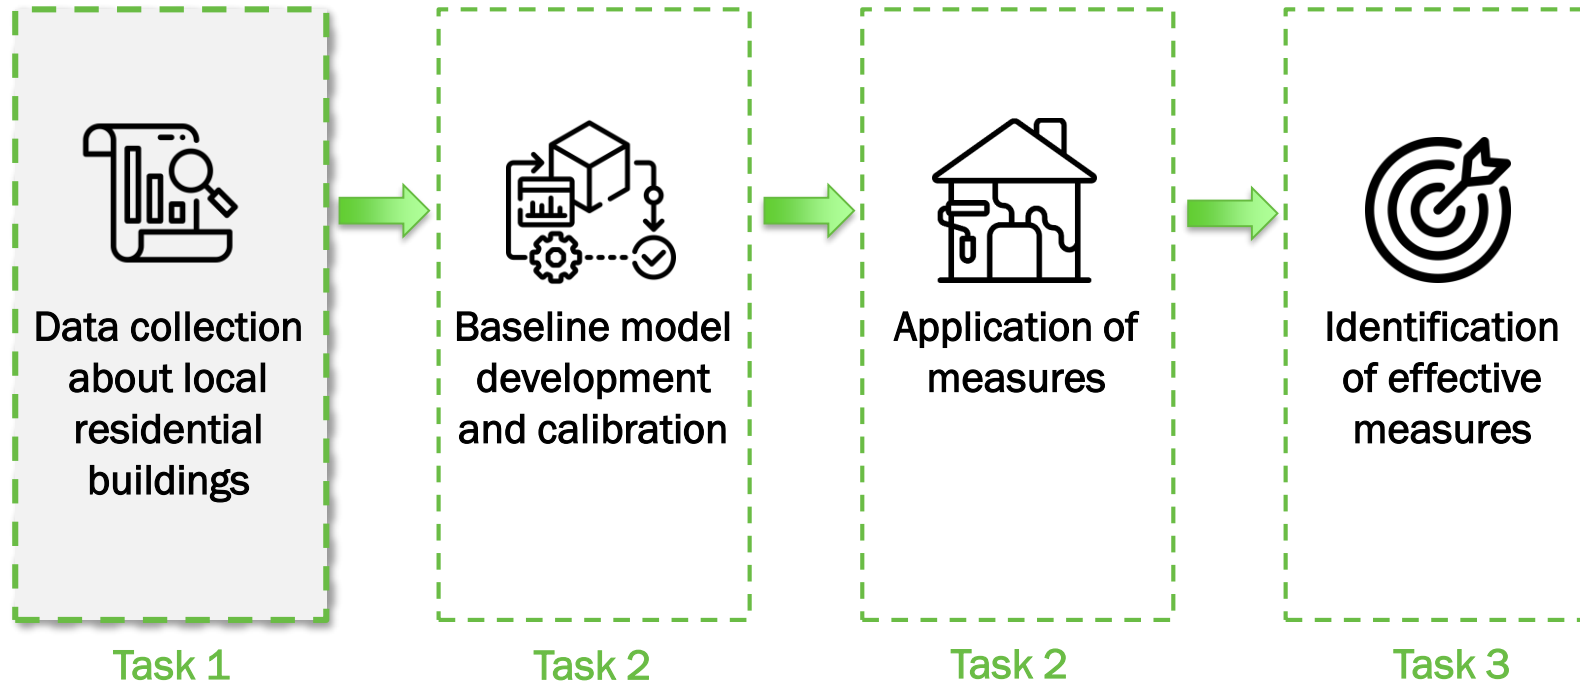 Data collection
about local
residential
buildings
Task 1
Baseline model
development
and calibration
Task 2
Application of
measures
Task 2
Identification
of effective
measures
Task 3